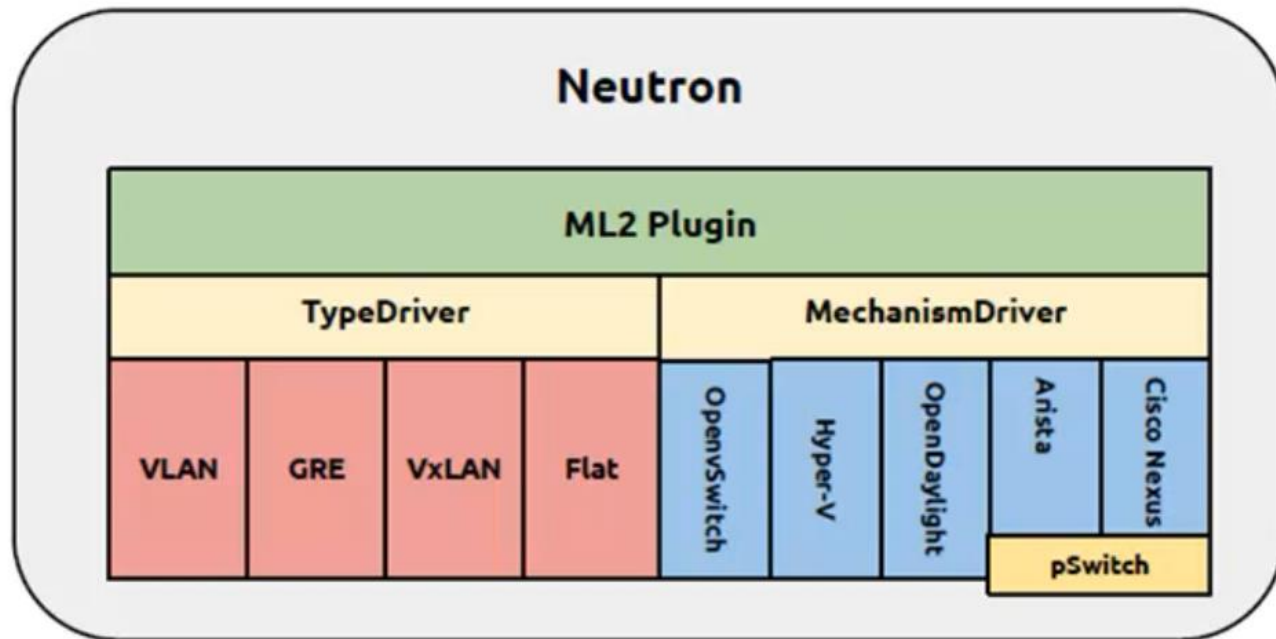 Neutron
ML2 Plugin
TypeDriver
MechanismDriver
VLAN
GRE
VxLAN
Flat
OpenvSwitch
Hyper-V
OpenDaylight
Arista
Cisco Nexus
pSwitch